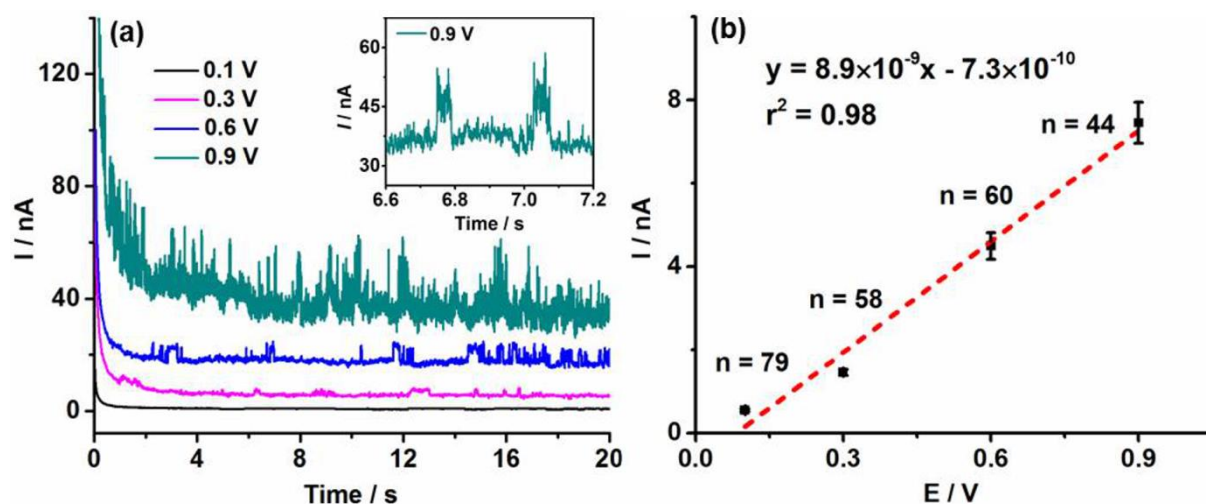 (a)
0.1 V
0.3 V
0.6 V
0.9 V
I / nA
120
80
40
0
0 4 8 12 16 20
Time / s
0.9 V
I / nA
60
45
30
6.6 6.8 7.0 7.2
Time / s
(b)
y = 8.9×10⁻⁹x - 7.3×10⁻¹⁰
r² = 0.98
n = 44
n = 60
n = 58
n = 79
I / nA
8
4
0
0.0 0.3 0.6 0.9
E / V